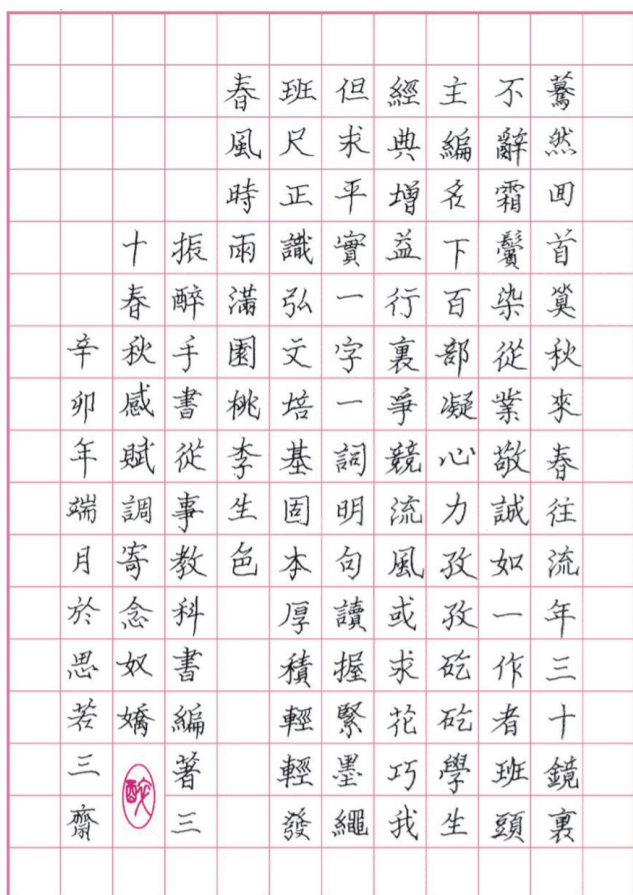 驀然回首算秋來春往流年三十鏡裏
不辭霜鬢染從業敬誠如一作者班頭
主編名下百部凝心力孜孜矻矻學生
經典增益行裏爭競流風或求花巧我
但求平實一字一詞明句讀握緊墨繩
班尺正識弘文培基固本厚積輕輕發
春風時雨滿園桃李生色
振醉手書從事教科書編著三
十春秋感賦調寄念奴嬌
辛卯年端月於思若三齋
醉